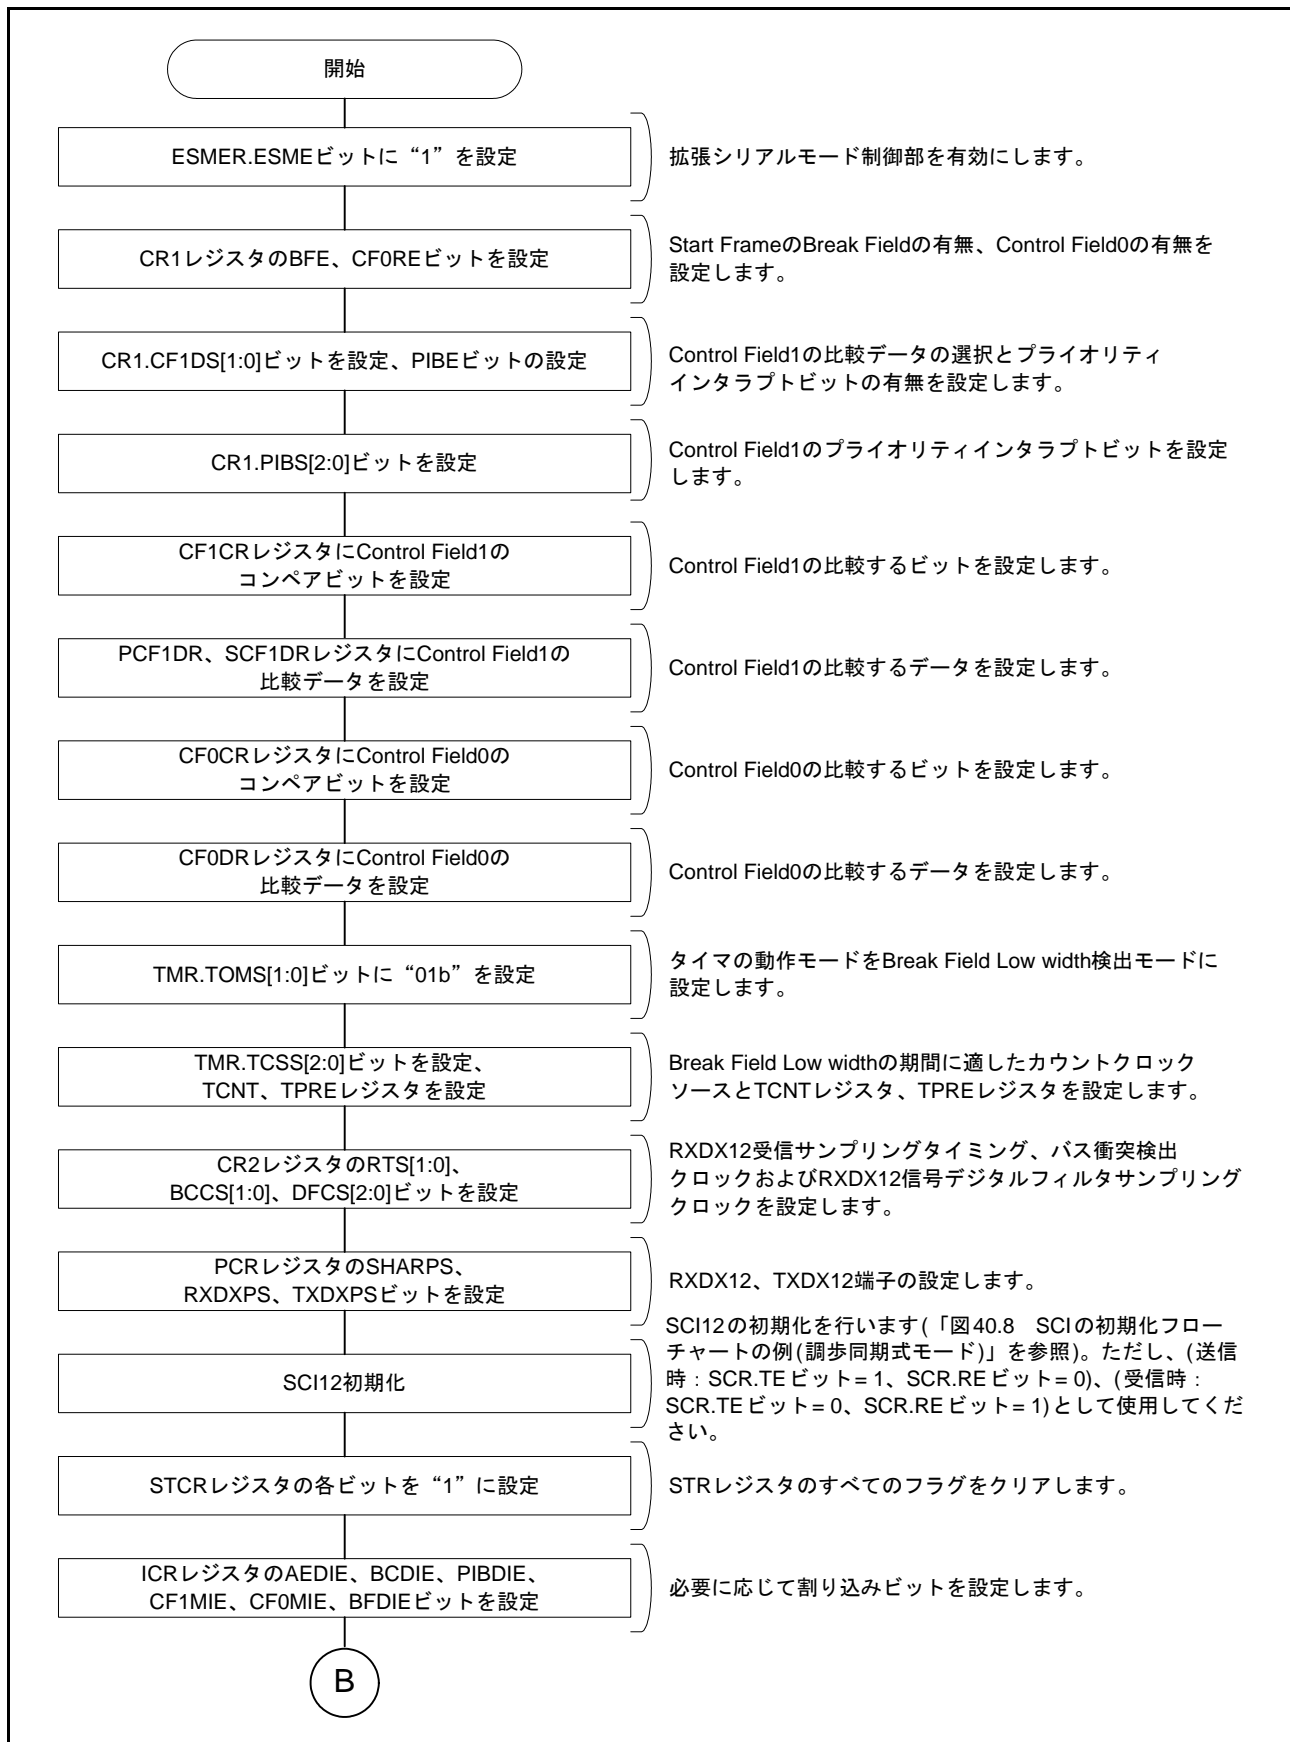 開始
ESMER.ESMEビットに“1”を設定
拡張シリアルモード制御部を有効にします。
CR1レジスタのBFE、CF0REビットを設定
Start FrameのBreak Fieldの有無、Control Field0の有無を
設定します。
CR1.CF1DS[1:0]ビットを設定、PIBEビットの設定
Control Field1の比較データの選択とプライオリティ
インタラプトビットの有無を設定します。
CR1.PIBS[2:0]ビットを設定
Control Field1のプライオリティインタラプトビットを設定
します。
CF1CRレジスタにControl Field1の
コンペアビットを設定
Control Field1の比較するビットを設定します。
PCF1DR、SCF1DRレジスタにControl Field1の
比較データを設定
Control Field1の比較するデータを設定します。
CF0CRレジスタにControl Field0の
コンペアビットを設定
Control Field0の比較するビットを設定します。
CF0DRレジスタにControl Field0の
比較データを設定
Control Field0の比較するデータを設定します。
TMR.TOMS[1:0]ビットに“01b”を設定
タイマの動作モードをBreak Field Low width検出モードに
設定します。
TMR.TCSS[2:0]ビットを設定、
TCNT、TPREレジスタを設定
Break Field Low widthの期間に適したカウントクロック
ソースとTCNTレジスタ、TPREレジスタを設定します。
CR2レジスタのRTS[1:0]、
BCCS[1:0]、DFCS[2:0]ビットを設定
RXDX12受信サンプリングタイミング、バス衝突検出
クロックおよびRXDX12信号デジタルフィルタサンプリング
クロックを設定します。
PCRレジスタのSHARPS、
RXDXPS、TXDXPSビットを設定
RXDX12、TXDX12端子の設定します。
SCI12初期化
SCI12の初期化を行います(「図40.8 SCIの初期化フロー
チャートの例(調歩同期式モード)」を参照)。ただし、(送信
時：SCR.TEビット= 1、SCR.REビット= 0)、(受信時：
SCR.TEビット= 0、SCR.REビット= 1)として使用してくだ
さい。
STCRレジスタの各ビットを“1”に設定
STRレジスタのすべてのフラグをクリアします。
ICRレジスタのAEDIE、BCDIE、PIBDIE、
CF1MIE、CF0MIE、BFDIEビットを設定
必要に応じて割り込みビットを設定します。
B